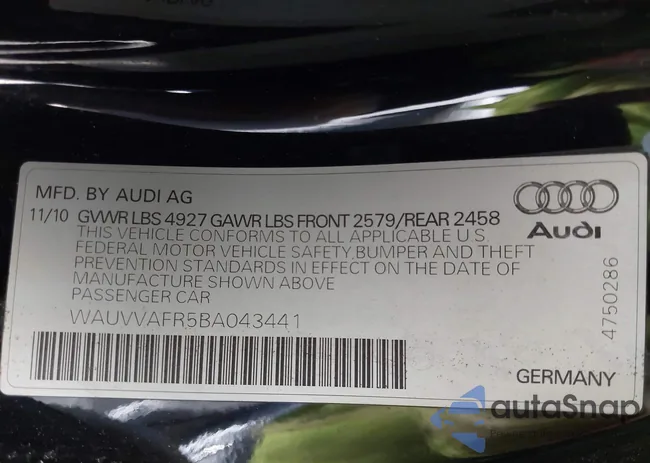 MFD. BY AUDI AG
11/10 GVWR LBS 4927 GAWR LBS FRONT 2579/REAR 2458
THIS VEHICLE CONFORMS TO ALL APPLICABLE U S
FEDERAL MOTOR VEHICLE SAFETY,BUMPER AND THEFT
PREVENTION STANDARDS IN EFFECT ON THE DATE OF
MANUFACTURE SHOWN ABOVE
PASSENGER CAR
WAUVVAFR5BA043441
Audi
4750286
GERMANY
autoSnap